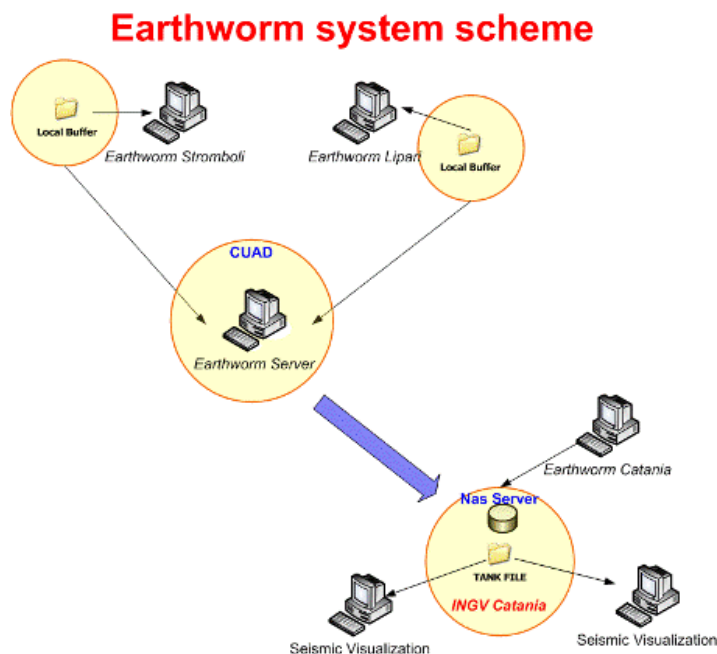 Earthworm system scheme
Local Buffer
Earthworm Stromboli
Earthworm Lipari
Local Buffer
CUAD
Earthworm Server
Earthworm Catania
Nas Server
TANK FILE
INGV Catania
Seismic Visualization
Seismic Visualization